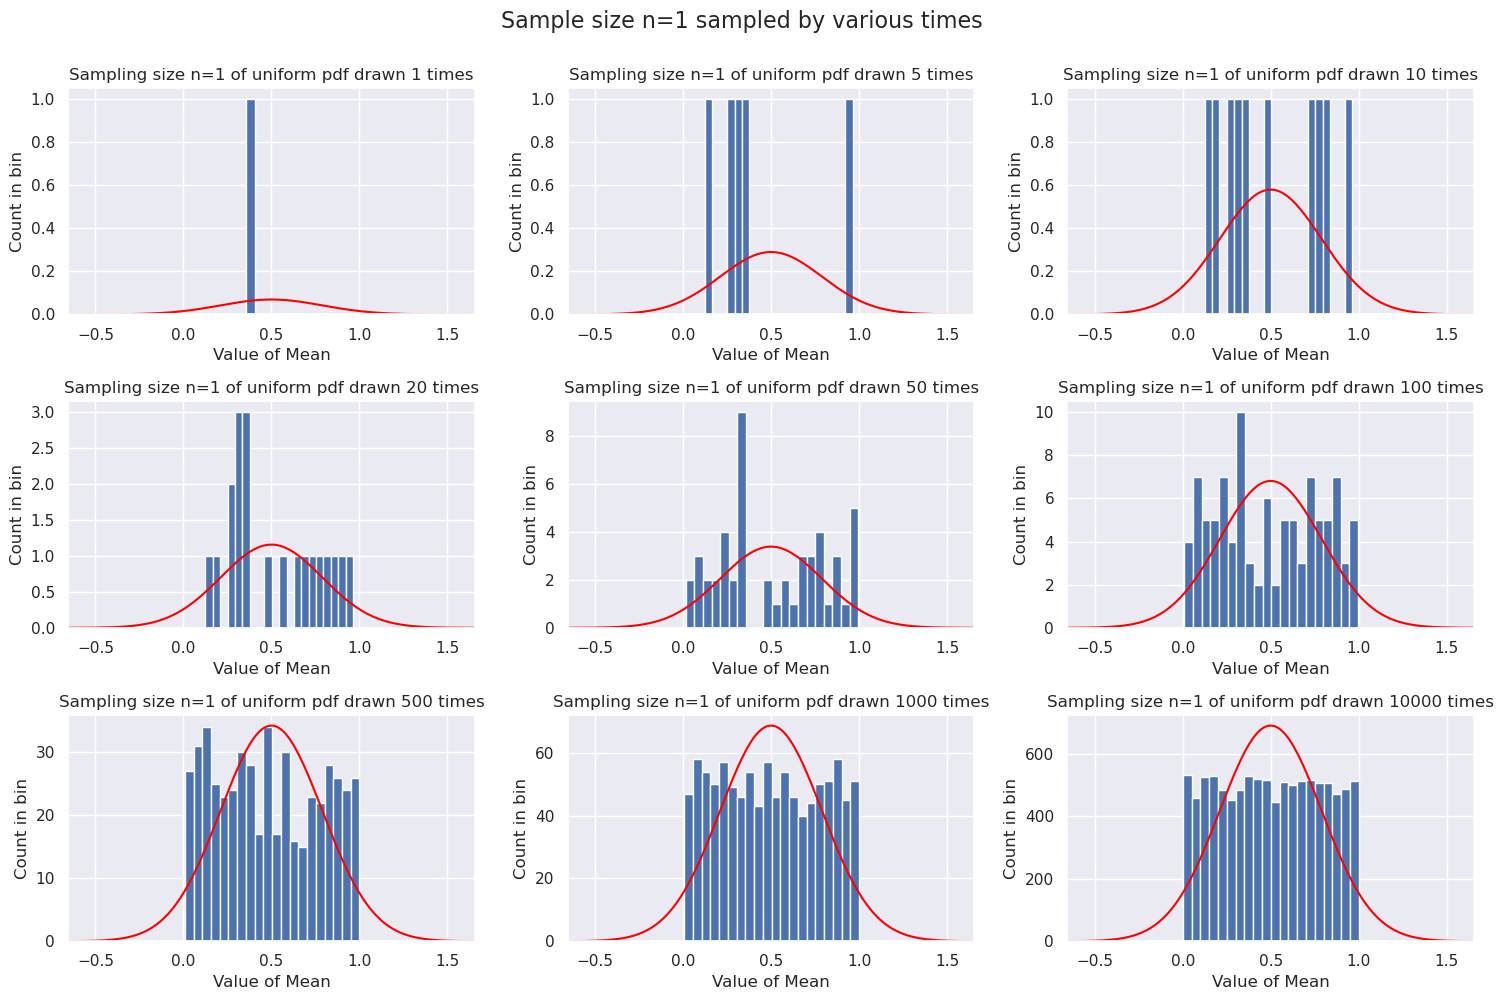 Sample size n=1 sampled by various times
Sampling size n=1 of uniform pdf drawn 1 times
Count in bin
1.0
0.8
0.6
0.4
0.2
0.0
−0.5 0.0 0.5 1.0 1.5
Value of Mean
Sampling size n=1 of uniform pdf drawn 5 times
Count in bin
1.0
0.8
0.6
0.4
0.2
0.0
−0.5 0.0 0.5 1.0 1.5
Value of Mean
Sampling size n=1 of uniform pdf drawn 10 times
Count in bin
1.0
0.8
0.6
0.4
0.2
0.0
−0.5 0.0 0.5 1.0 1.5
Value of Mean
Sampling size n=1 of uniform pdf drawn 20 times
Count in bin
3.0
2.5
2.0
1.5
1.0
0.5
0.0
−0.5 0.0 0.5 1.0 1.5
Value of Mean
Sampling size n=1 of uniform pdf drawn 50 times
Count in bin
8
6
4
2
0
−0.5 0.0 0.5 1.0 1.5
Value of Mean
Sampling size n=1 of uniform pdf drawn 100 times
Count in bin
10
8
6
4
2
0
−0.5 0.0 0.5 1.0 1.5
Value of Mean
Sampling size n=1 of uniform pdf drawn 500 times
Count in bin
30
20
10
0
−0.5 0.0 0.5 1.0 1.5
Value of Mean
Sampling size n=1 of uniform pdf drawn 1000 times
Count in bin
60
40
20
0
−0.5 0.0 0.5 1.0 1.5
Value of Mean
Sampling size n=1 of uniform pdf drawn 10000 times
Count in bin
600
400
200
0
−0.5 0.0 0.5 1.0 1.5
Value of Mean